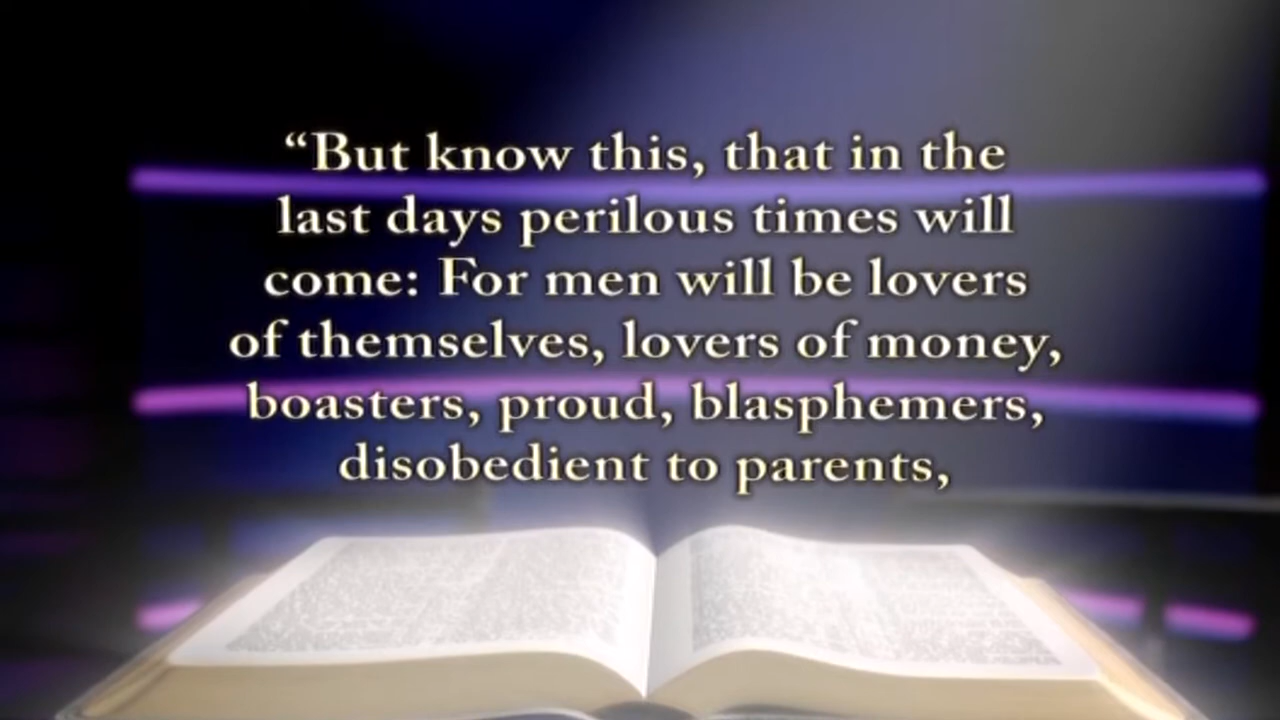 “But know this, that in the
last days perilous times will
come: For men will be lovers
of themselves, lovers of money,
boasters, proud, blasphemers,
disobedient to parents,